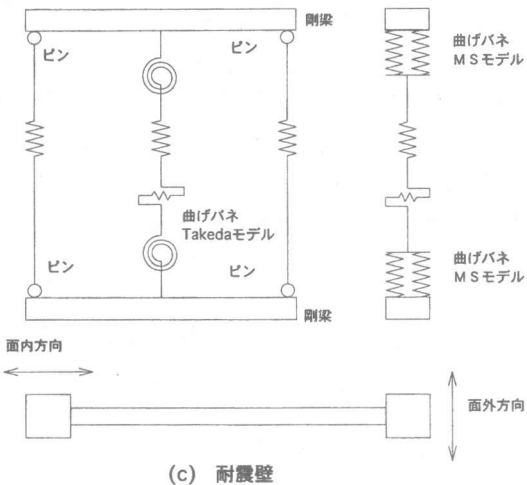 剛梁
ピン
ピン
曲げバネ
MSモデル
曲げバネ
Takedaモデル
ピン
ピン
曲げバネ
MSモデル
剛梁
面内方向
面外方向
(c) 耐震壁